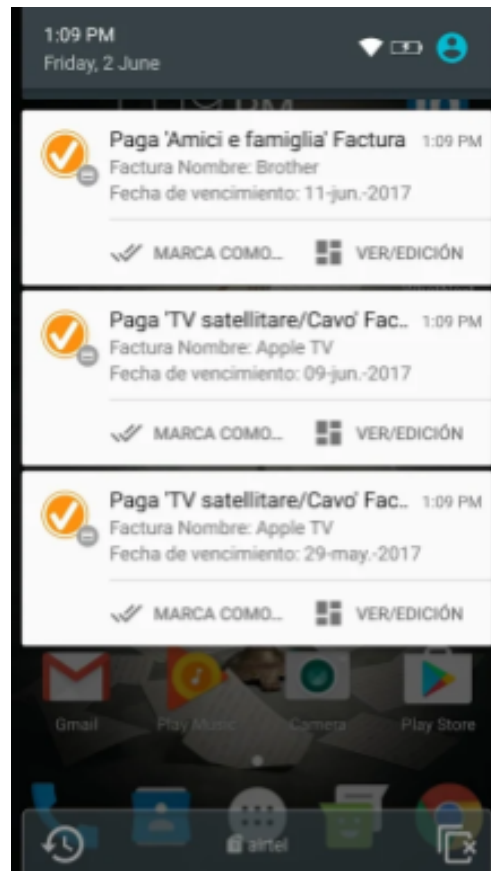 1:09 PM
Friday, 2 June
PM
Paga 'Amici e famiglia' Factura 1:09 PM
Factura Nombre: Brother
Fecha de vencimiento: 11-jun.-2017
MARCA COMO... VER/EDICIÓN
Paga 'TV satellitare/Cavo' Fac.. 1:09 PM
Factura Nombre: Apple TV
Fecha de vencimiento: 09-jun.-2017
MARCA COMO... VER/EDICIÓN
Paga 'TV satellitare/Cavo' Fac.. 1:09 PM
Factura Nombre: Apple TV
Fecha de vencimiento: 29-may.-2017
MARCA COMO... VER/EDICIÓN
Gmail Play Music Camera Play Store
airtel